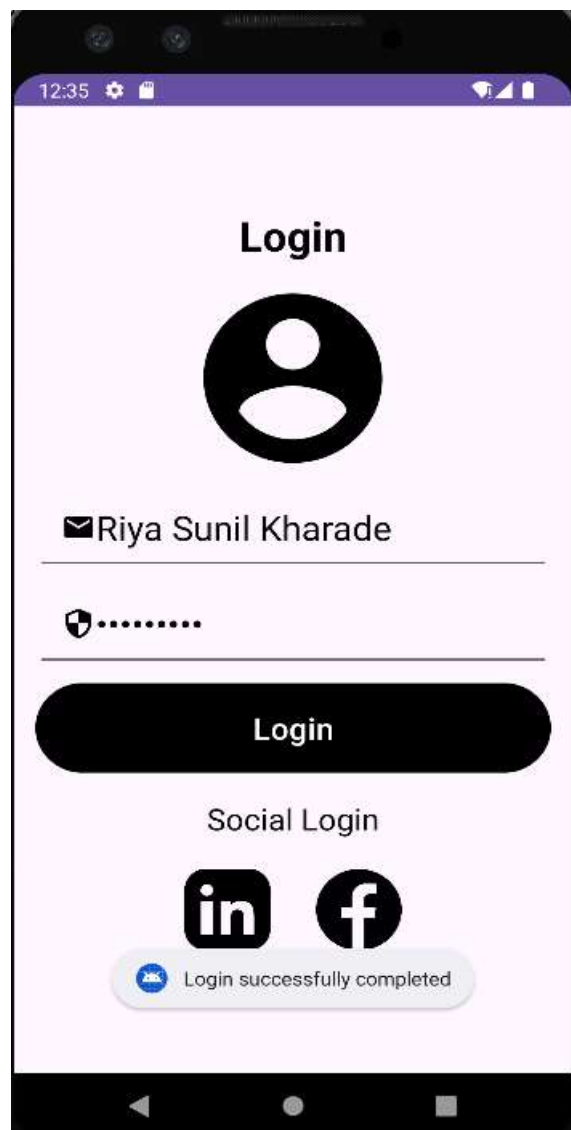 12:35
Login
Riya Sunil Kharade
•••••••••
Login
Social Login
in f
Login successfully completed